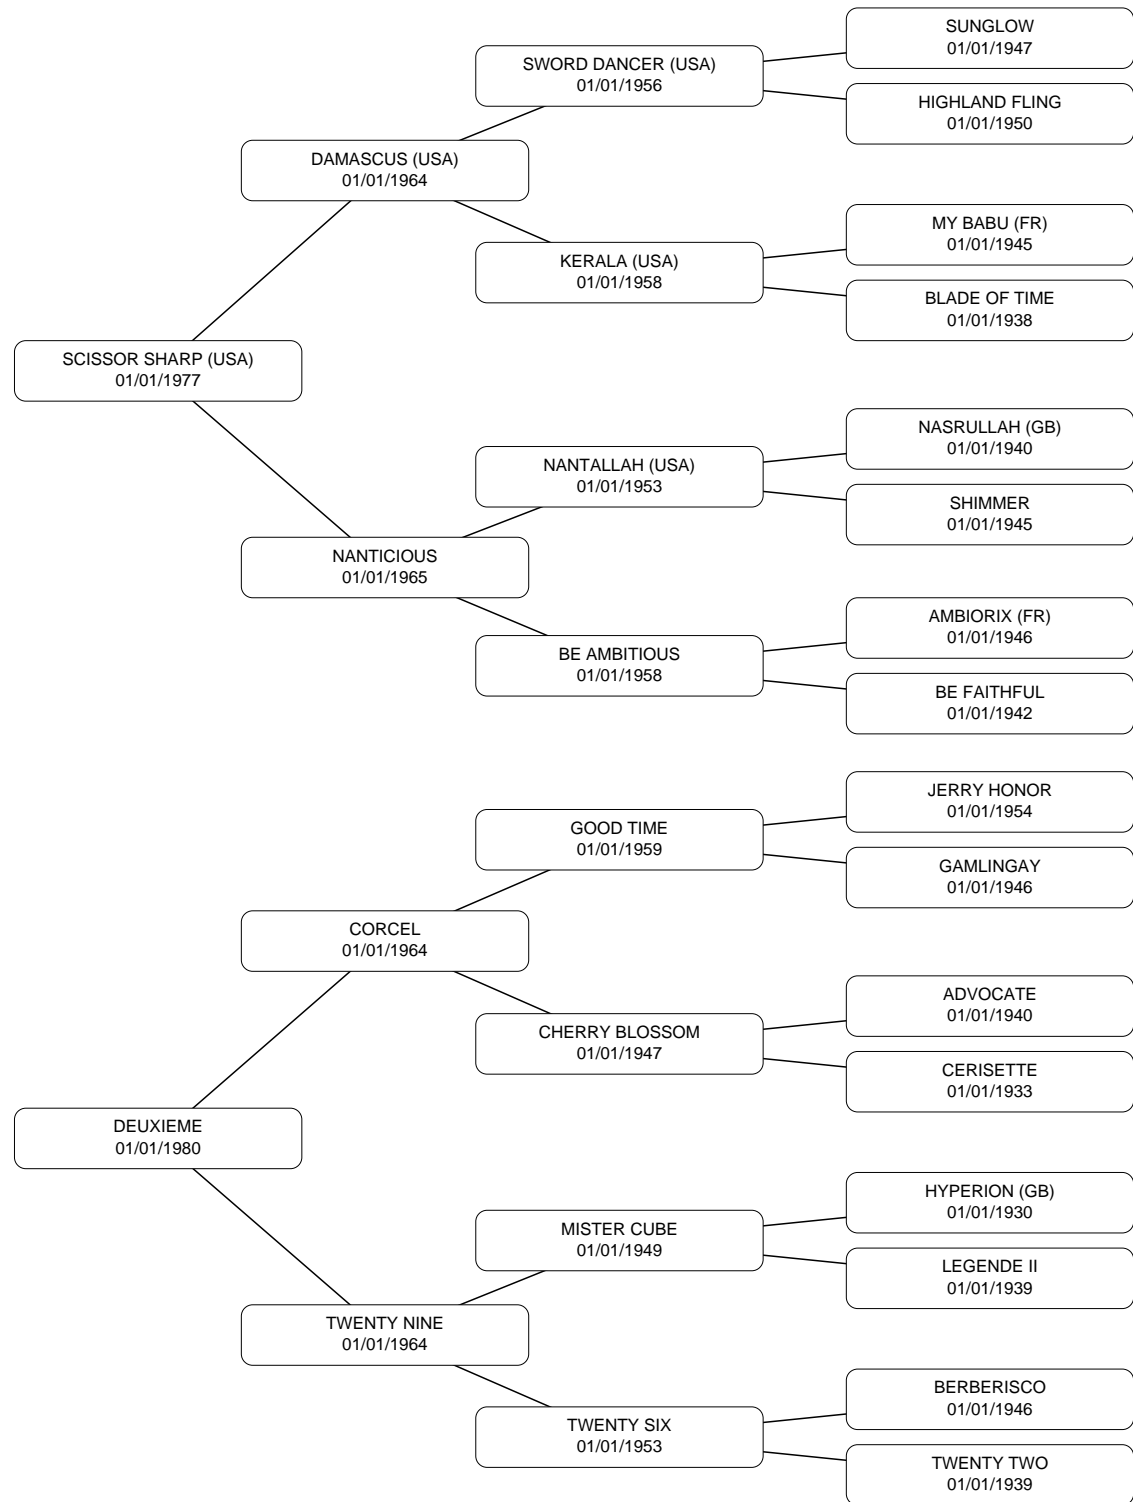 SUNGLOW
01/01/1947
SWORD DANCER (USA)
01/01/1956
HIGHLAND FLING
01/01/1950
DAMASCUS (USA)
01/01/1964
MY BABU (FR)
01/01/1945
KERALA (USA)
01/01/1958
BLADE OF TIME
01/01/1938
SCISSOR SHARP (USA)
01/01/1977
NASRULLAH (GB)
01/01/1940
NANTALLAH (USA)
01/01/1953
SHIMMER
01/01/1945
NANTICIOUS
01/01/1965
AMBIORIX (FR)
01/01/1946
BE AMBITIOUS
01/01/1958
BE FAITHFUL
01/01/1942
JERRY HONOR
01/01/1954
GOOD TIME
01/01/1959
GAMLINGAY
01/01/1946
CORCEL
01/01/1964
ADVOCATE
01/01/1940
CHERRY BLOSSOM
01/01/1947
CERISETTE
01/01/1933
DEUXIEME
01/01/1980
HYPERION (GB)
01/01/1930
MISTER CUBE
01/01/1949
LEGENDE II
01/01/1939
TWENTY NINE
01/01/1964
BERBERISCO
01/01/1946
TWENTY SIX
01/01/1953
TWENTY TWO
01/01/1939